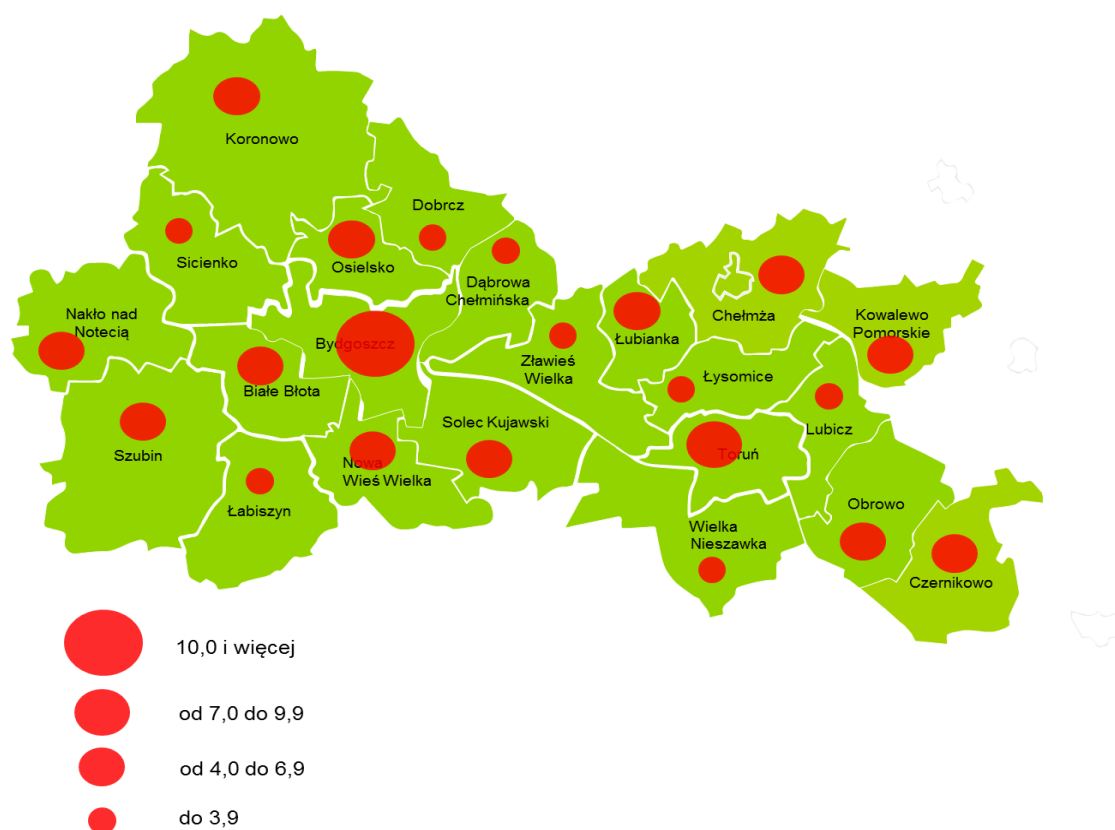 Koronowo
Dobrcz
Sicienko
Osielsko
Dąbrowa
Chełmińska
Nakło nad
Notecią
Bydgoszcz
Białe Błota
Zławieś
Wielka
Łubianka
Chełmża
Kowalewo
Pomorskie
Łysomice
Lubicz
Szubin
Solec Kujawski
Nowa
Wieś Wielka
Toruń
Łabiszyn
Wielka
Nieszawka
Obrowo
Czernikowo
10,0 i więcej
od 7,0 do 9,9
od 4,0 do 6,9
do 3,9